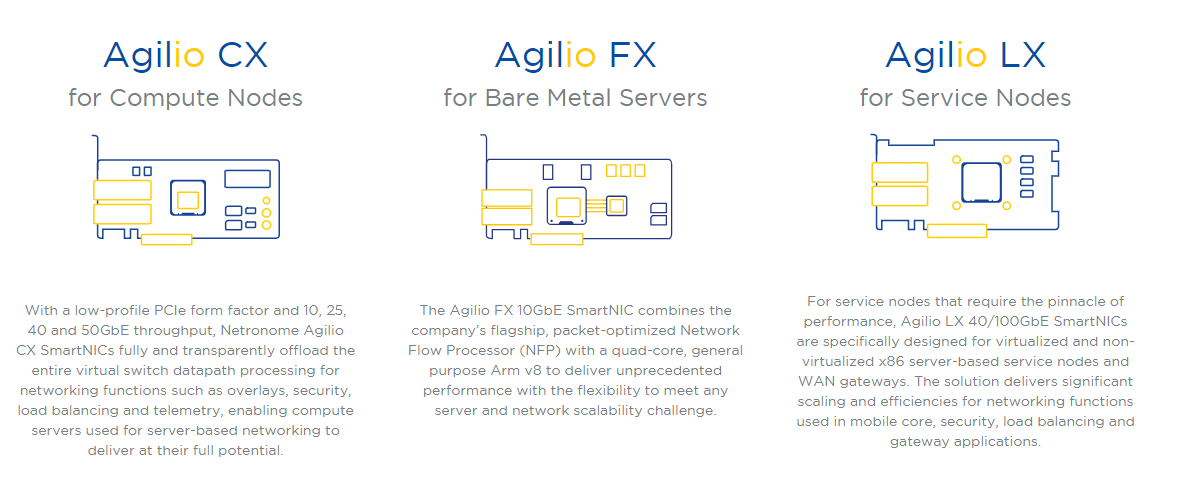 Agilio CX
for Compute Nodes
With a low-profile PCIe form factor and 10, 25,
40 and 50GbE throughput, Netronome Agilio
CX SmartNICs fully and transparently offload the
entire virtual switch datapath processing for
networking functions such as overlays, security,
load balancing and telemetry, enabling compute
servers used for server-based networking to
deliver at their full potential.
Agilio FX
for Bare Metal Servers
The Agilio FX 10GbE SmartNIC combines the
company's flagship, packet-optimized Network
Flow Processor (NFP) with a quad-core, general
purpose Arm v8 to deliver unprecedented
performance with the flexibility to meet any
server and network scalability challenge.
Agilio LX
for Service Nodes
For service nodes that require the pinnacle of
performance, Agilio LX 40/100GbE SmartNICs
are specifically designed for virtualized and non-
virtualized x86 server-based service nodes and
WAN gateways. The solution delivers significant
scaling and efficiencies for networking functions
used in mobile core, security, load balancing and
gateway applications.